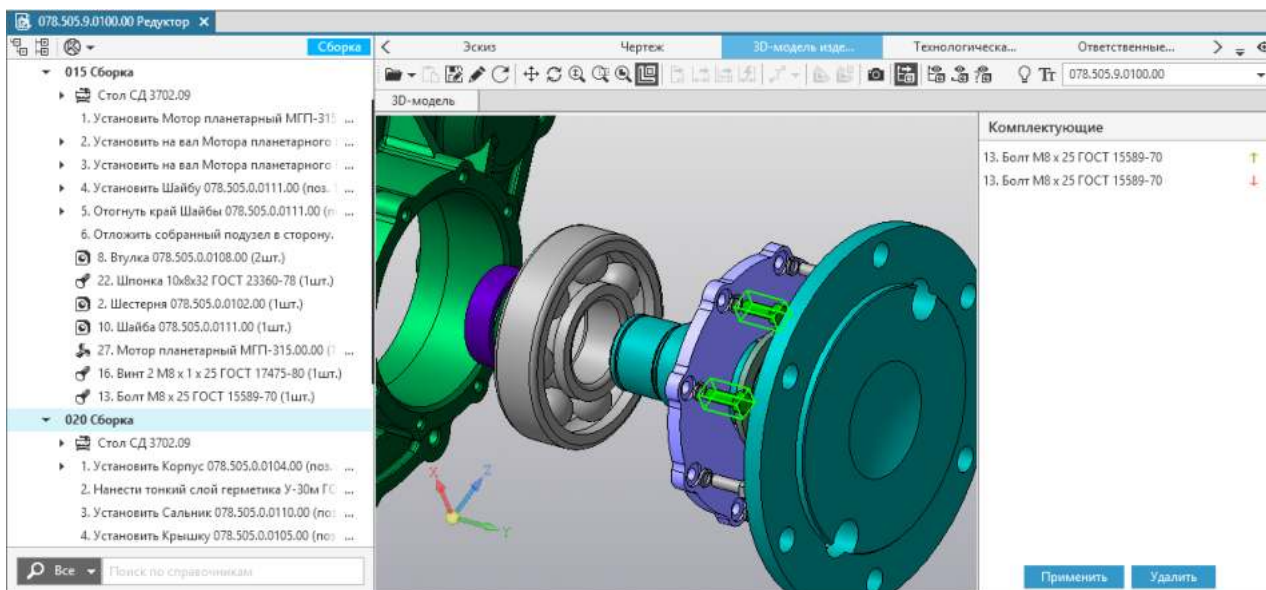 078.505.9.0100.00 Редуктор
Сборка
Эскиз
Чертеж
3D-модель изде...
Технологическа...
Ответственные...
078.505.9.0100.00
3D-модель
015 Сборка
Стол СД 3702.09
1. Установить Мотор планетарный МГП-315 ...
2. Установить на вал Мотора планетарного ...
3. Установить на вал Мотора планетарного ...
4. Установить Шайбу 078.505.0.0111.00 (поз. ...
5. Отогнуть край Шайбы 078.505.0.0111.00 ...
6. Отложить собранный подузел в сторону.
8. Втулка 078.505.0.0108.00 (2шт.)
22. Шпонка 10х8х32 ГОСТ 23360-78 (1шт.)
2. Шестерня 078.505.0.0102.00 (1шт.)
10. Шайба 078.505.0.0111.00 (1шт.)
27. Мотор планетарный МГП-315.00.00
16. Винт 2 М8 х 1 х 25 ГОСТ 17475-80 (1шт.)
13. Болт М8 х 25 ГОСТ 15589-70 (1шт.)
020 Сборка
Стол СД 3702.09
1. Установить Корпус 078.505.0.0104.00 (поз. ...
2. Нанести тонкий слой герметика У-30м ...
3. Установить Сальник 078.505.0.0110.00 ...
4. Установить Крышку 078.505.0.0105.00 ...
Все
Поиск по справочникам
X
Z
Y
Комплектующие
13. Болт М8 х 25 ГОСТ 15589-70
13. Болт М8 х 25 ГОСТ 15589-70
Применить
Удалить